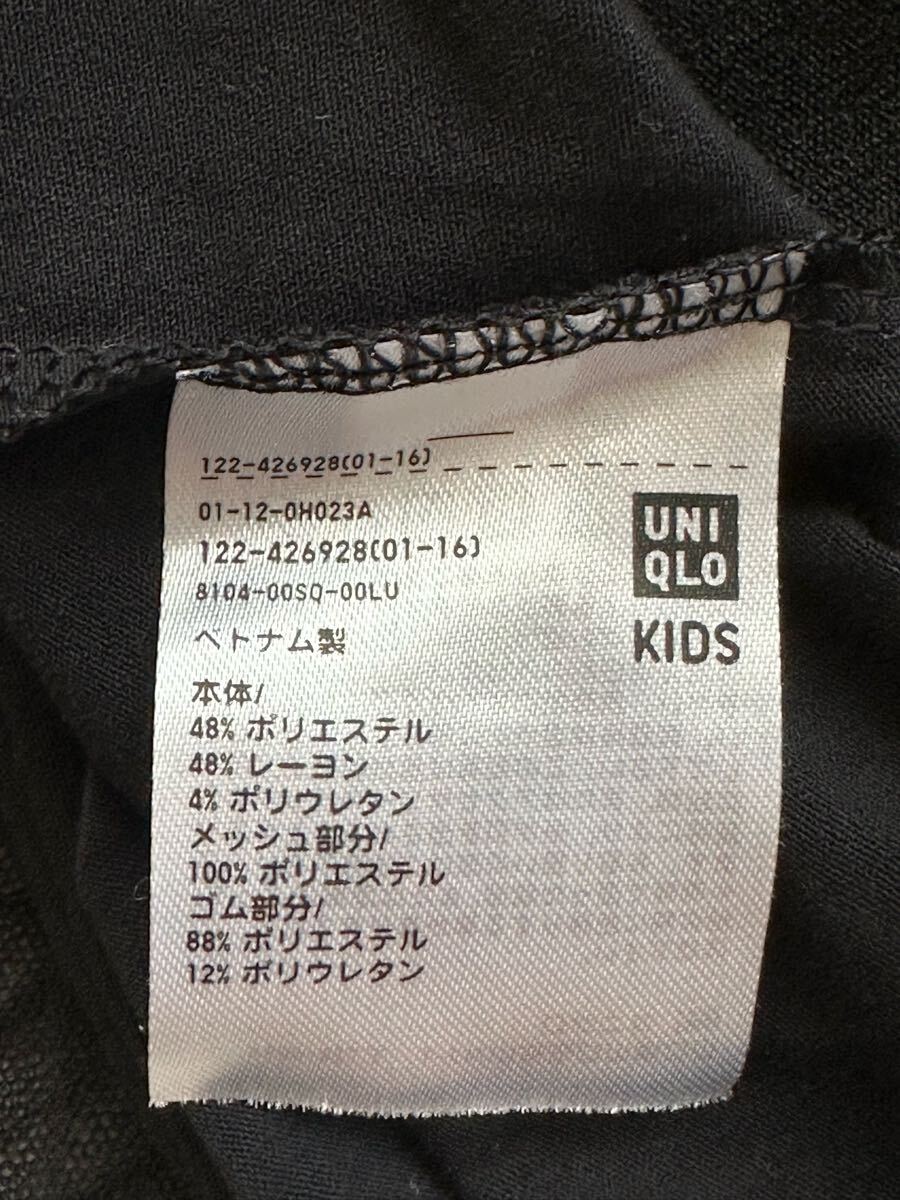 122-426928(01-16)
01-12-0H023A
122-426928(01-16)
8104-00SQ-00LU
ベトナム製
本体/
48% ポリエステル
48% レーヨン
4% ポリウレタン
メッシュ部分/
100% ポリエステル
ゴム部分/
88% ポリエステル
12% ポリウレタン
UNI
QLO
KIDS